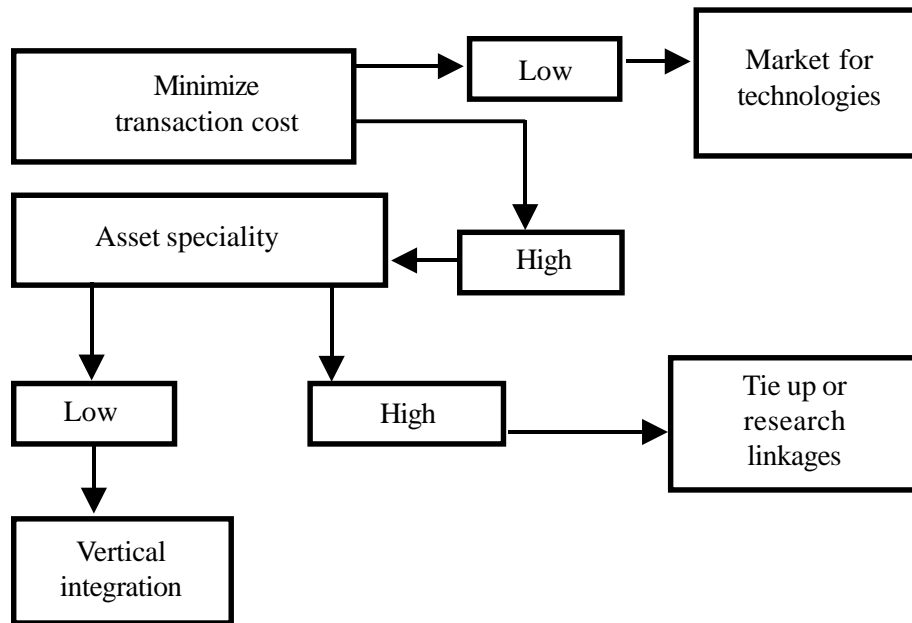 Minimize
transaction cost
Low
Market for
technologies
Asset speciality
High
Low
High
Tie up or
research
linkages
Vertical
integration